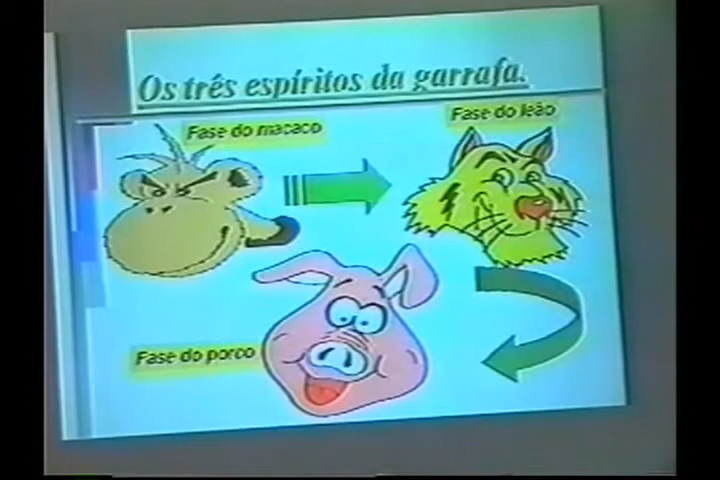 Os três espíritos da garrafa.
Fase do macaco
Fase do leão
Fase do porco